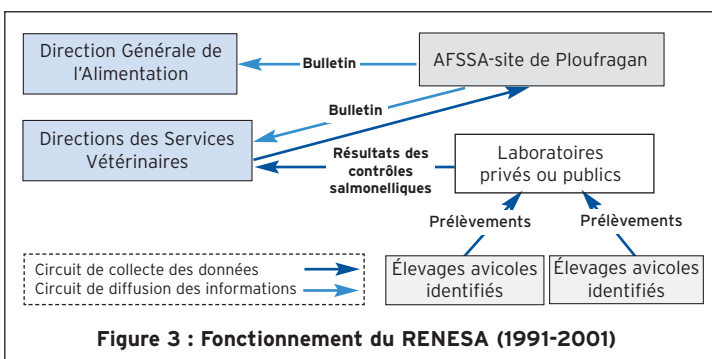 Direction Générale de
l'Alimentation
Bulletin
AFSSA-site de Ploufragan
Bulletin
Directions des Services
Vétérinaires
Résultats des
contrôles
salmonelliques
Laboratoires
privés ou publics
Prélèvements
Prélèvements
Circuit de collecte des données
Circuit de diffusion des informations
Élevages avicoles
identifiés
Élevages avicoles
identifiés
Figure 3 : Fonctionnement du RENESA (1991-2001)